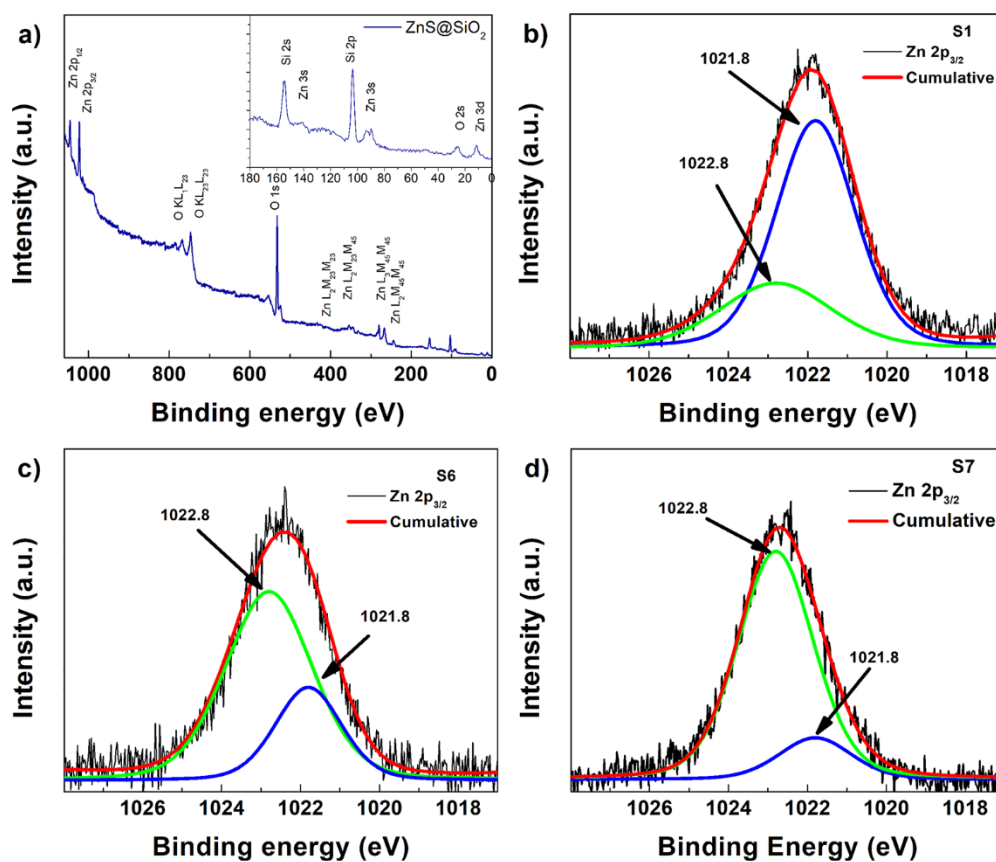 a)
ZnS@SiO₂
Zn 2p₁/₂
Zn 2p₃/₂
O KL₁L₂₃
O KL₂₃L₂₃
O 1s
Zn L₂M₂₃M₂₃
Zn L₂M₂₃M₄₅
Zn L₃M₄₅M₄₅
Zn L₂M₄₅M₄₅
Si 2s
Zn 3s
Si 2p
Zn 3s
O 2s
Zn 3d
180 160 140 120 100 80 60 40 20 0
Intensity (a.u.)
1000 800 600 400 200 0
Binding energy (eV)
b)
S1
Zn 2p₃/₂
Cumulative
1021.8
1022.8
Intensity (a.u.)
1026 1024 1022 1020 1018
Binding energy (eV)
c)
S6
Zn 2p₃/₂
Cumulative
1022.8
1021.8
Intensity (a.u.)
1026 1024 1022 1020 1018
Binding energy (eV)
d)
S7
Zn 2p₃/₂
Cumulative
1022.8
1021.8
Intensity (a.u.)
1026 1024 1022 1020 1018
Binding Energy (eV)